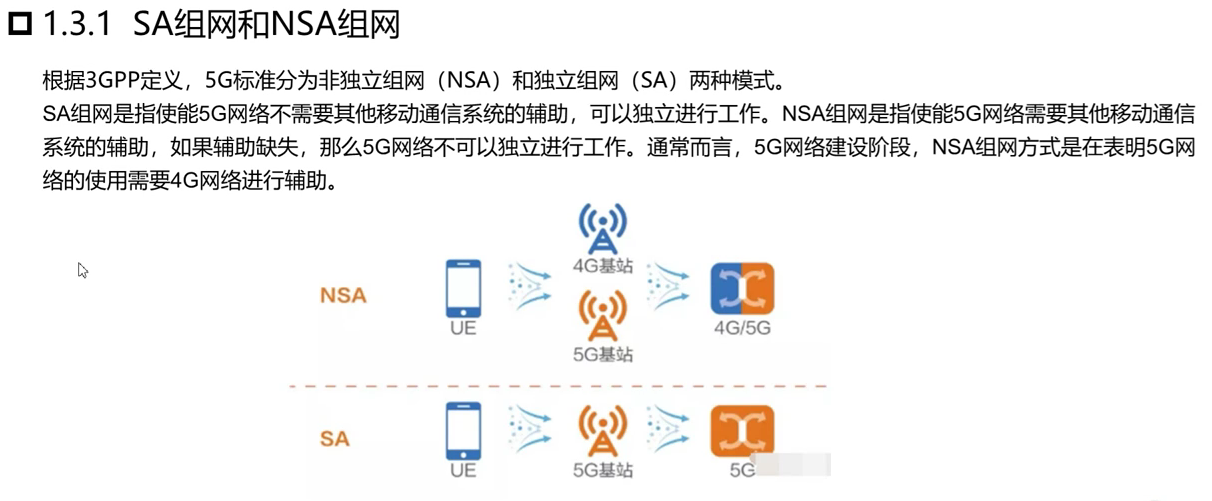 1.3.1 SA组网和NSA组网
根据3GPP定义，5G标准分为非独立组网（NSA）和独立组网（SA）两种模式。
SA组网是指使能5G网络不需要其他移动通信系统的辅助，可以独立进行工作。NSA组网是指使能5G网络需要其他移动通信
系统的辅助，如果辅助缺失，那么5G网络不可以独立进行工作。通常而言，5G网络建设阶段，NSA组网方式是在表明5G网
络的使用需要4G网络进行辅助。
4G基站
NSA
UE
4G/5G
5G基站
SA
UE
5G基站
5G